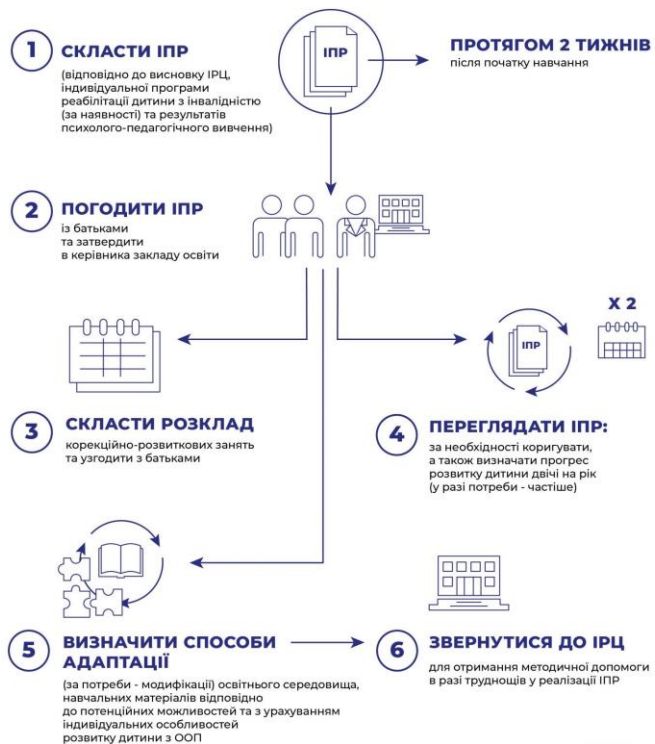 1 СКЛАСТИ ІПР
(відповідно до висновку ІРЦ,
індивідуальної програми
реабілітації дитини з інвалідністю
(за наявності) та результатів
психолого-педагогічного вивчення)
ІПР
ПРОТЯГОМ 2 ТИЖНІВ
після початку навчання
2 ПОГОДИТИ ІПР
із батьками
та затвердити
в керівника закладу освіти
3 СКЛАСТИ РОЗКЛАД
корекційно-розвиткових занять
та узгодити з батьками
ІПР
X 2
4 ПЕРЕГЛЯДАТИ ІПР:
за необхідності коригувати,
а також визначати прогрес
розвитку дитини двічі на рік
(у разі потреби - частіше)
5 ВИЗНАЧИТИ СПОСОБИ
АДАПТАЦІЇ
(за потреби - модифікації) освітнього середовища,
навчальних матеріалів відповідно
до потенційних можливостей та з урахуванням
індивідуальних особливостей
розвитку дитини з ООП
6 ЗВЕРНУТИСЯ ДО ІРЦ
для отримання методичної допомоги
в разі труднощів у реалізації ІПР